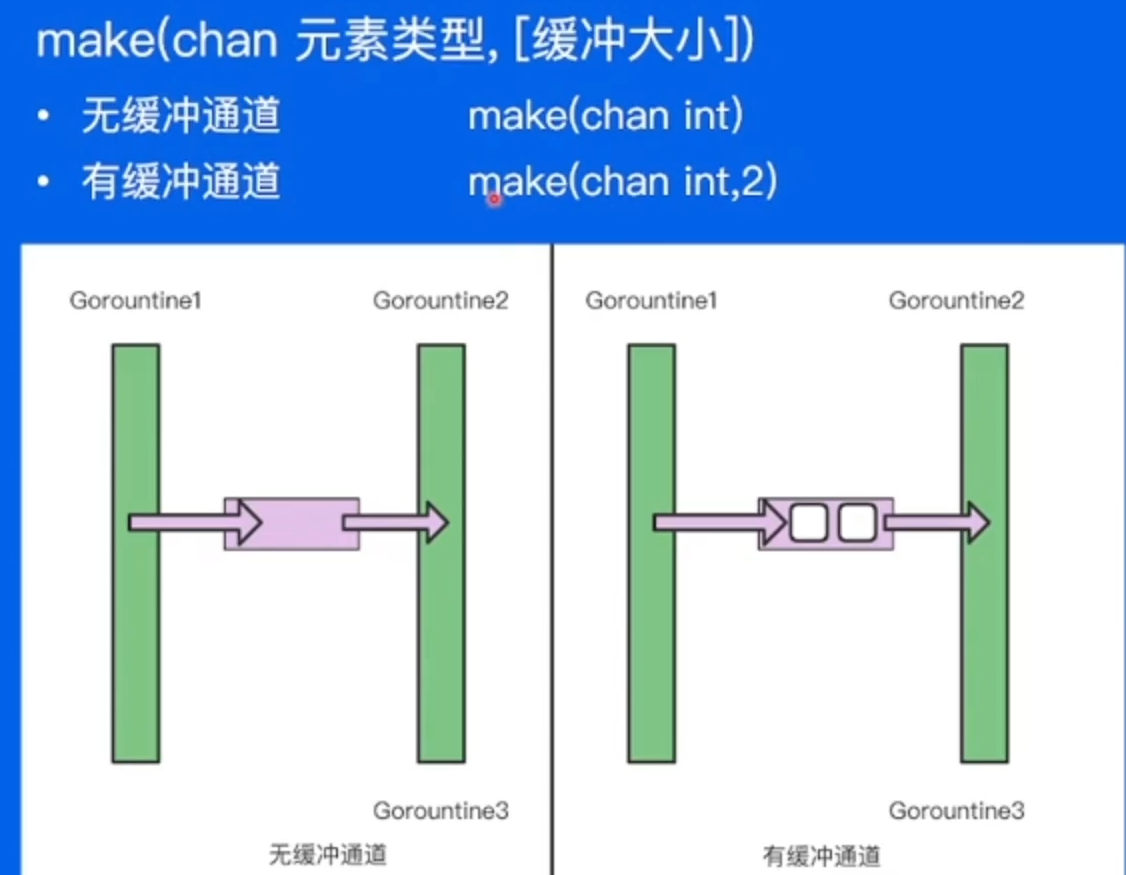 make(chan 元素类型, [缓冲大小])
• 无缓冲通道 make(chan int)
• 有缓冲通道 make(chan int,2)
Gorountine1 Gorountine2 Gorountine1 Gorountine2
Gorountine3 Gorountine3
无缓冲通道 有缓冲通道